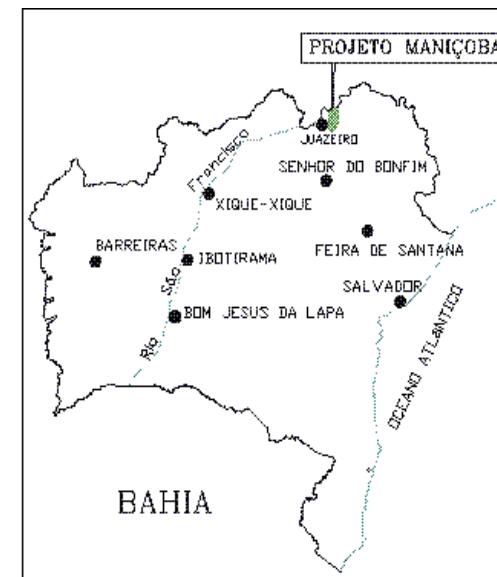 PROJETO MANIÇOBA
JUAZEIRO
SENHOR DO BONFIM
XIQUE-XIQUE
FEIRA DE SANTANA
BARREIRAS
IBOTIRAMA
SALVADOR
BOM JESUS DA LAPA
Rio São Francisco
OCEANO ATLANTICO
BAHIA